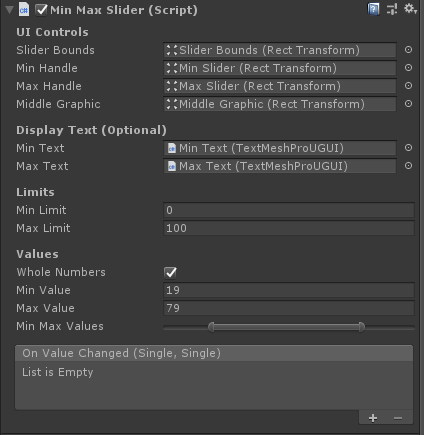 Min Max Slider (Script)
UI Controls
Slider Bounds Slider Bounds (Rect Transform)
Min Handle Min Slider (Rect Transform)
Max Handle Max Slider (Rect Transform)
Middle Graphic Middle Graphic (Rect Transform)
Display Text (Optional)
Min Text Min Text (TextMeshProUGUI)
Max Text Max Text (TextMeshProUGUI)
Limits
Min Limit 0
Max Limit 100
Values
Whole Numbers
Min Value 19
Max Value 79
Min Max Values
On Value Changed (Single, Single)
List is Empty